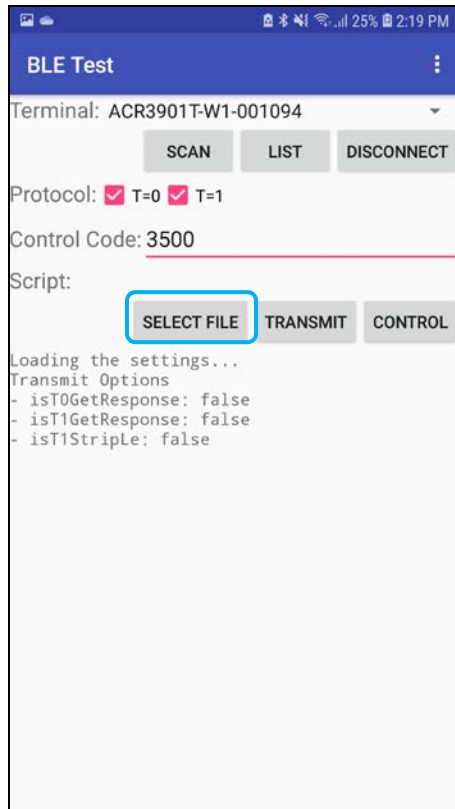 25% 2:19 PM
BLE Test
Terminal: ACR3901T-W1-001094
SCAN LIST DISCONNECT
Protocol: T=0 T=1
Control Code: 3500
Script:
SELECT FILE TRANSMIT CONTROL
Loading the settings...
Transmit Options
- isT0GetResponse: false
- isT1GetResponse: false
- isT1StripLe: false